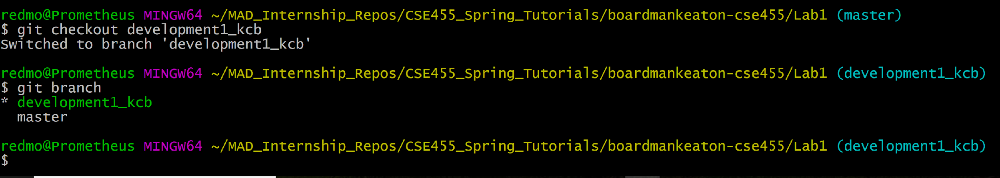 redmo@Prometheus MINGW64 ~/MAD_Internship_Repos/CSE455_Spring_Tutorials/boardmankeaton-cse455/Lab1 (master)
$ git checkout development1_kcb
Switched to branch 'development1_kcb'
redmo@Prometheus MINGW64 ~/MAD_Internship_Repos/CSE455_Spring_Tutorials/boardmankeaton-cse455/Lab1 (development1_kcb)
$ git branch
* development1_kcb
  master
redmo@Prometheus MINGW64 ~/MAD_Internship_Repos/CSE455_Spring_Tutorials/boardmankeaton-cse455/Lab1 (development1_kcb)
$